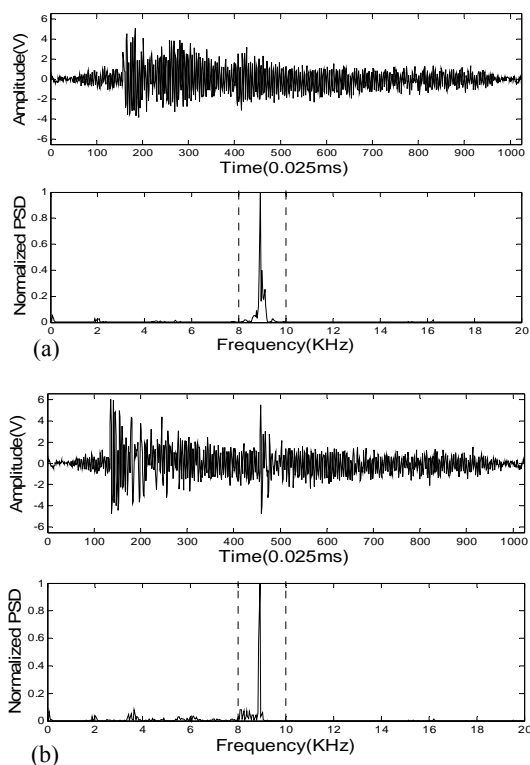 6
4
2
0
-2
-4
-6
Amplitude(V)
0 100 200 300 400 500 600 700 800 900 1000
Time(0.025ms)
1
0.8
0.6
0.4
0.2
0
Normalized PSD
0 2 4 6 8 10 12 14 16 18 20
Frequency(KHz)
(a)
6
4
2
0
-2
-4
-6
Amplitude(V)
0 100 200 300 400 500 600 700 800 900 1000
Time(0.025ms)
1
0.8
0.6
0.4
0.2
0
Normalized PSD
0 2 4 6 8 10 12 14 16 18 20
Frequency(KHz)
(b)